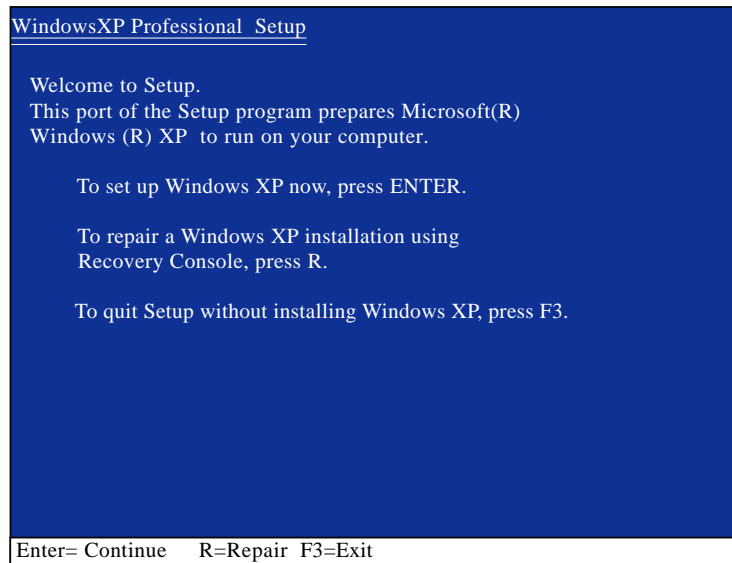 WindowsXP Professional  Setup
Welcome to Setup.
This port of the Setup program prepares Microsoft(R)
Windows (R) XP  to run on your computer.
To set up Windows XP now, press ENTER.
To repair a Windows XP installation using
Recovery Console, press R.
To quit Setup without installing Windows XP, press F3.
Enter= Continue    R=Repair  F3=Exit